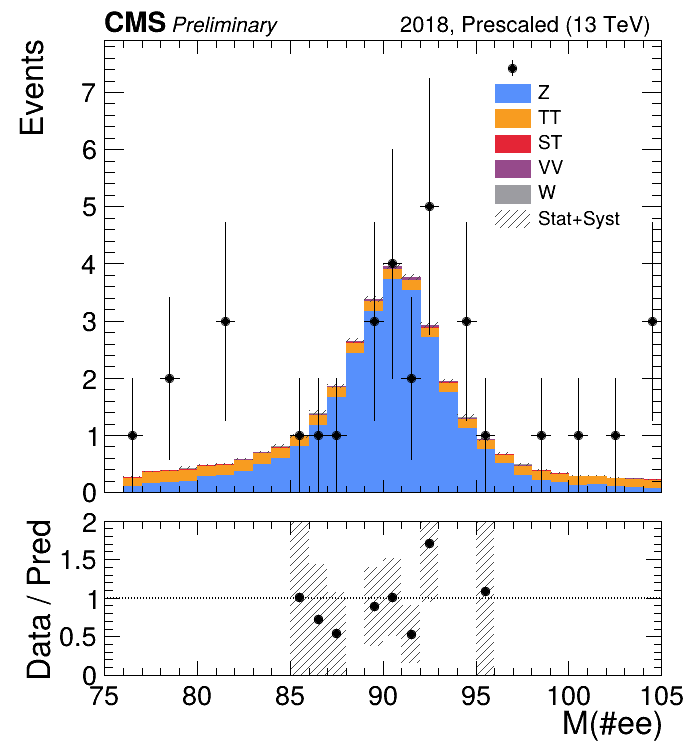 CMS Preliminary
2018, Prescaled (13 TeV)
Events
7
6
5
4
3
2
1
0
Z
TT
ST
VV
W
Stat+Syst
Data / Pred
2
1.5
1
0.5
0
75 80 85 90 95 100 105
M(#ee)